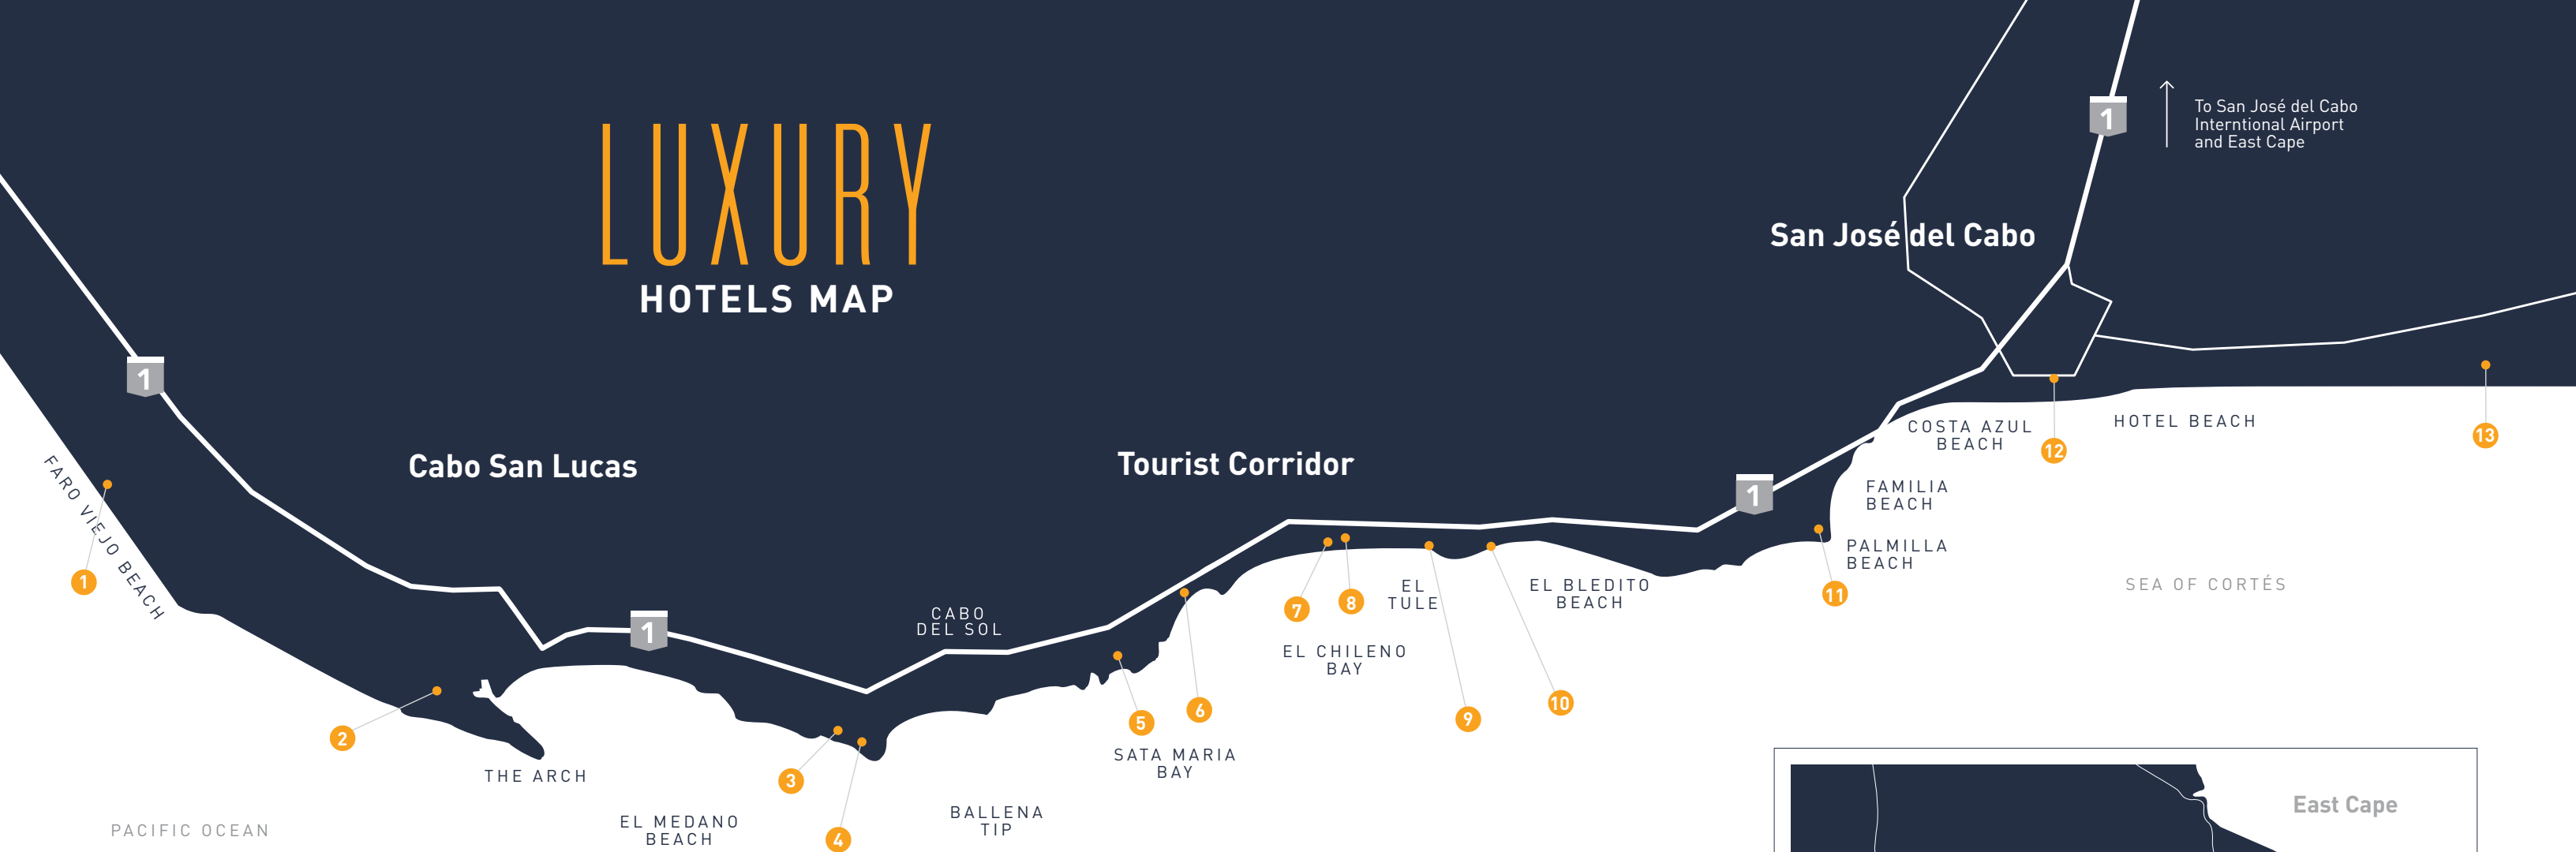 LUXURY
HOTELS MAP
1
To San José del Cabo
Interntional Airport
and East Cape
San José del Cabo
1
Cabo San Lucas
Tourist Corridor
1
1
CABO
DEL SOL
FARO VIEJO BEACH
1
2
THE ARCH
PACIFIC OCEAN
EL MEDANO
BEACH
3
4
BALLENA
TIP
5
6
SATA MARIA
BAY
7
8
EL CHILENO
BAY
EL
TULE
9
10
EL BLEDITO
BEACH
11
PALMILLA
BEACH
FAMILIA
BEACH
COSTA AZUL
BEACH
12
HOTEL BEACH
13
SEA OF CORTÉS
East Cape